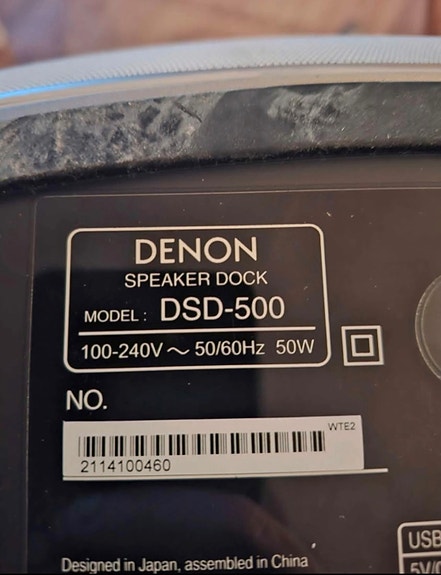 DENON
SPEAKER DOCK
MODEL : DSD-500
100-240V ～ 50/60Hz 50W
NO.
WTE2
2114100460
USB
Designed in Japan, assembled in China